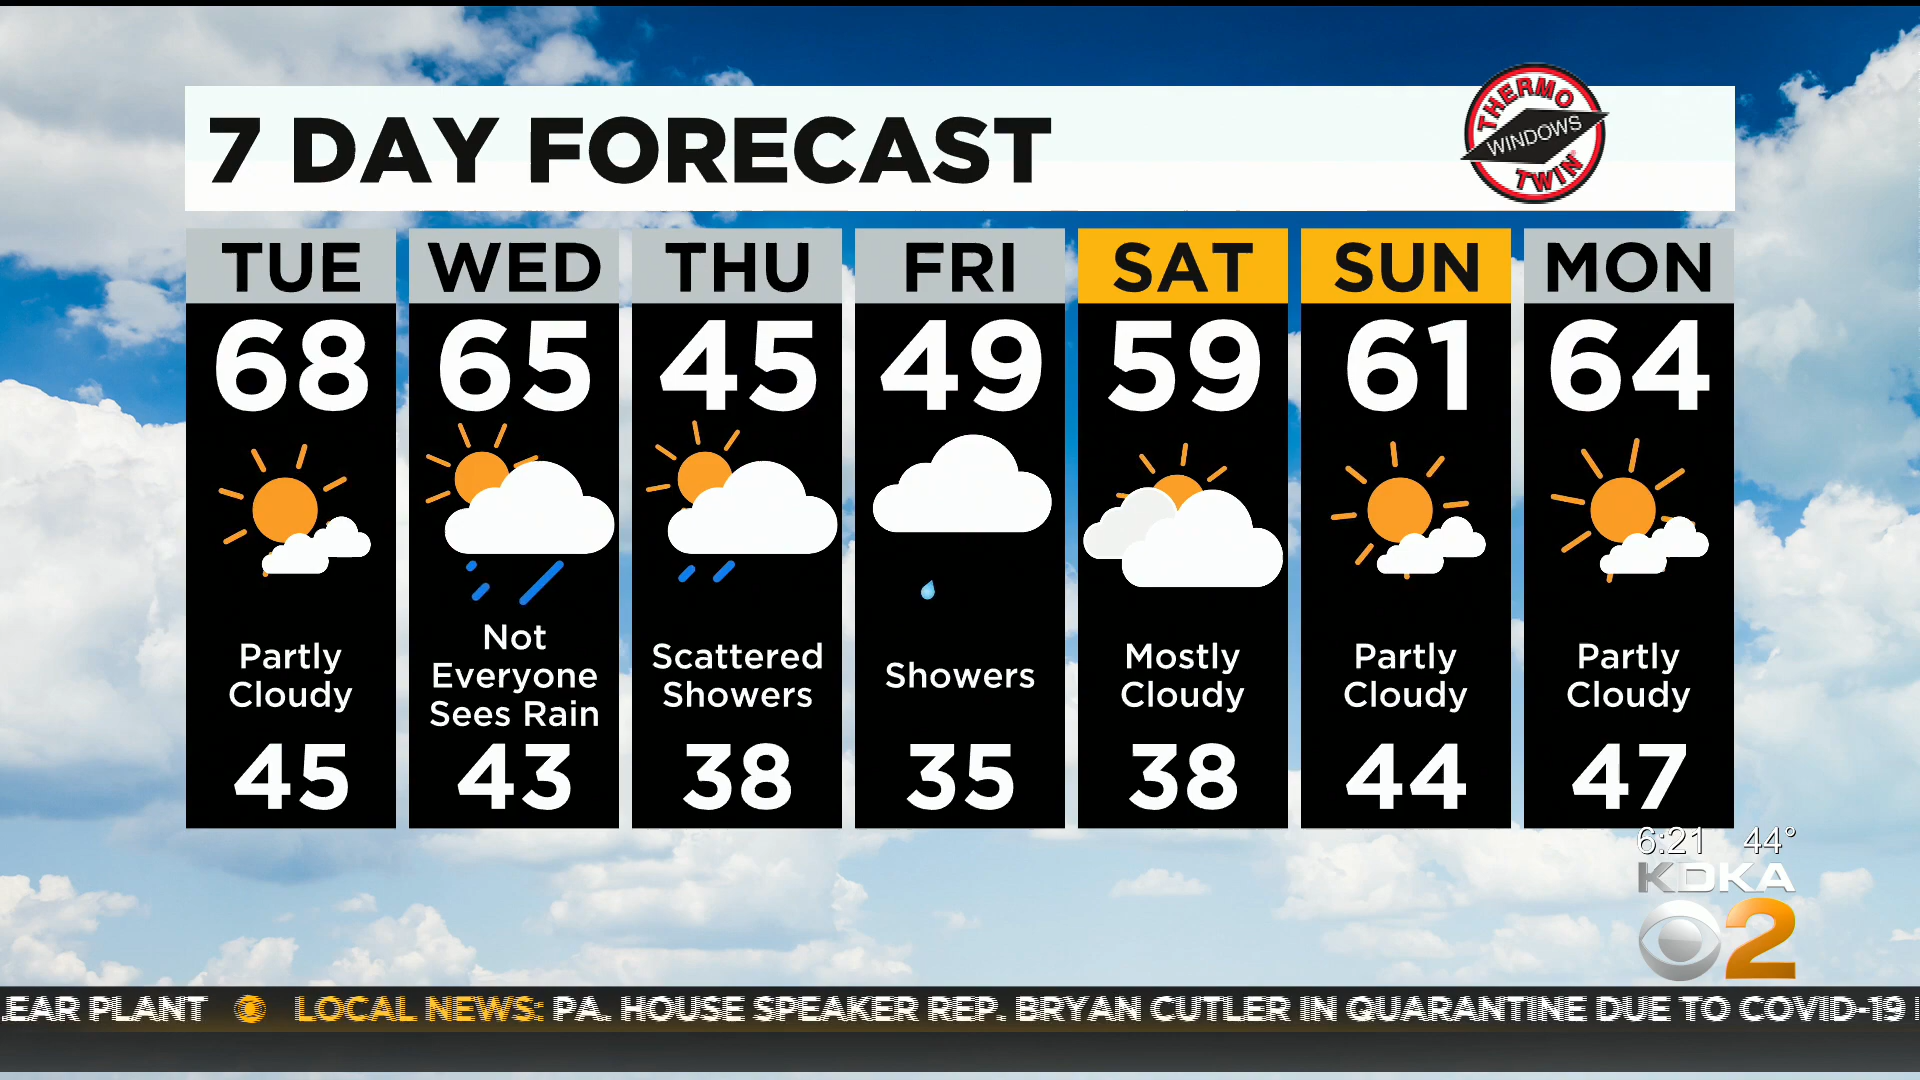 7 DAY FORECAST
THERMO
WINDOWS
TWIN
TUE WED THU FRI SAT SUN MON
68 65 45 49 59 61 64
Partly
Cloudy
Not
Everyone
Sees Rain
Scattered
Showers
Showers
Mostly
Cloudy
Partly
Cloudy
Partly
Cloudy
45 43 38 35 38 44 47
6:21 44°
KDKA
2
EAR PLANT LOCAL NEWS: PA. HOUSE SPEAKER REP. BRYAN CUTLER IN QUARANTINE DUE TO COVID-19